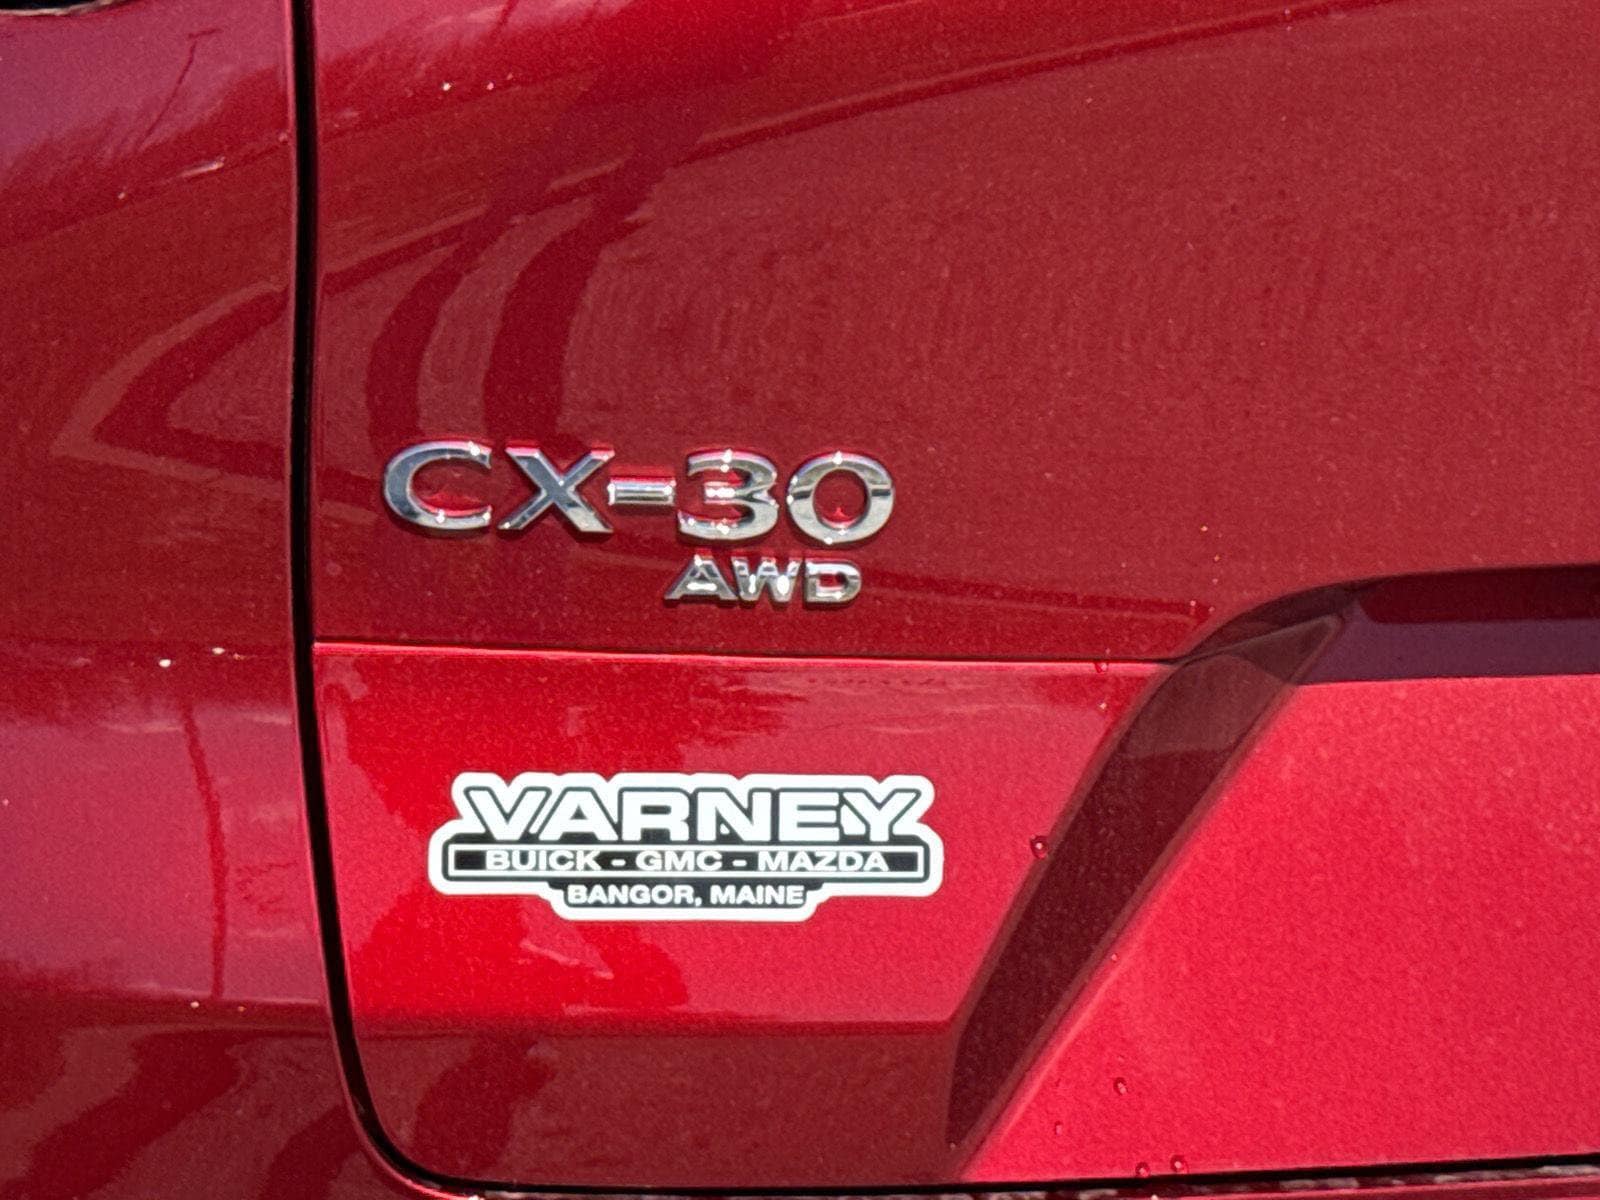 CX-30
AWD
VARNEY
BUICK - GMC - MAZDA
BANGOR, MAINE